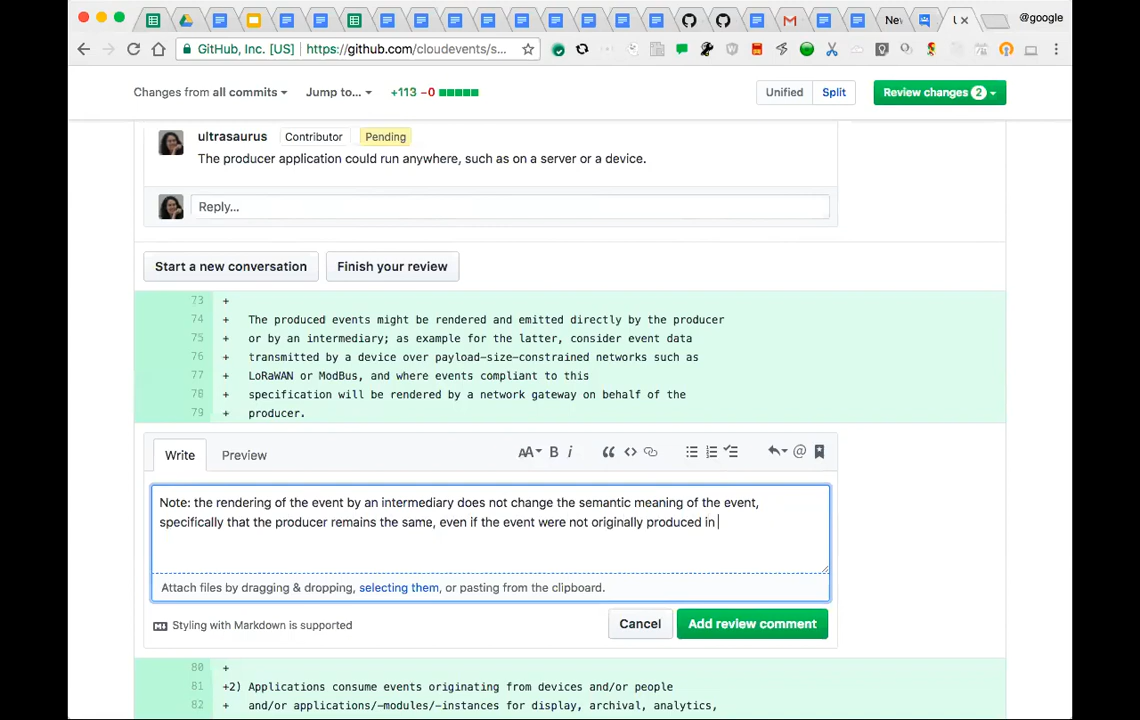 New
@google
GitHub, Inc. [US]
https://github.com/cloudevents/s...
Changes from all commits
Jump to...
+113 −0
Unified
Split
Review changes 2
ultrasaurus
Contributor
Pending
The producer application could run anywhere, such as on a server or a device.
Reply...
Start a new conversation
Finish your review
73 +
74 + The produced events might be rendered and emitted directly by the producer
75 + or by an intermediary; as example for the latter, consider event data
76 + transmitted by a device over payload-size-constrained networks such as
77 + LoRaWAN or ModBus, and where events compliant to this
78 + specification will be rendered by a network gateway on behalf of the
79 + producer.
Write
Preview
AA B i
Note: the rendering of the event by an intermediary does not change the semantic meaning of the event,
specifically that the producer remains the same, even if the event were not originally produced in
Attach files by dragging & dropping, selecting them, or pasting from the clipboard.
Styling with Markdown is supported
Cancel
Add review comment
80 +
81 +2) Applications consume events originating from devices and/or people
82 + and/or applications/-modules/-instances for display, archival, analytics,